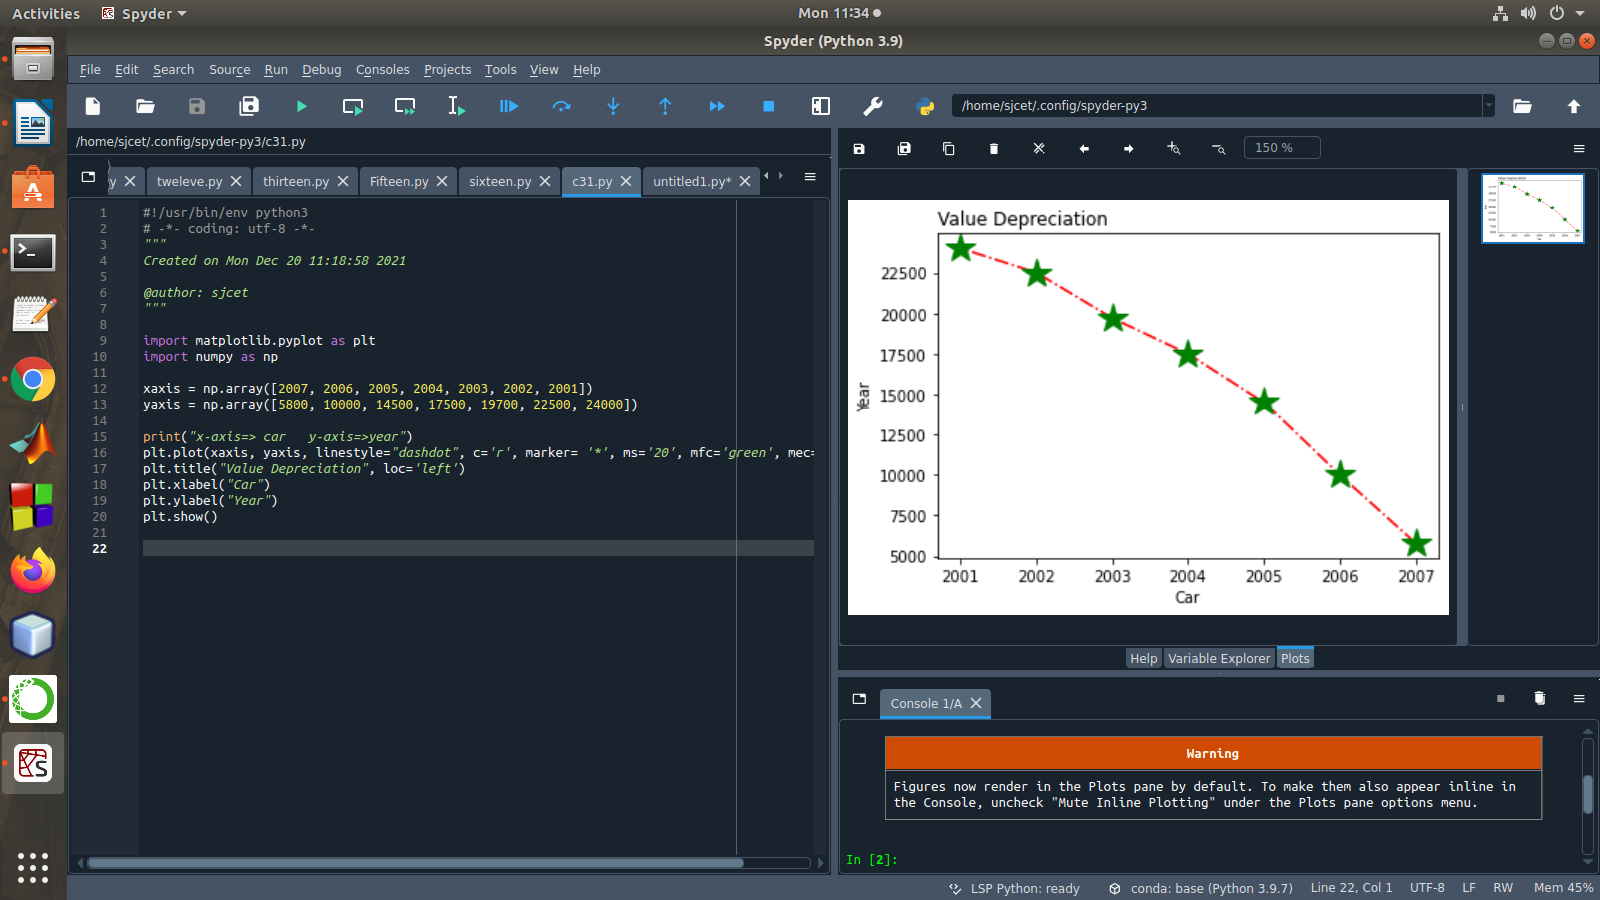 Activities Spyder Mon 11:34
Spyder (Python 3.9)
File Edit Search Source Run Debug Consoles Projects Tools View Help
/home/sjcet/.config/spyder-py3
/home/sjcet/.config/spyder-py3/c31.py
y tweleve.py thirteen.py Fifteen.py sixteen.py c31.py untitled1.py*
1 #!/usr/bin/env python3
2 # -*- coding: utf-8 -*-
3 """
4 Created on Mon Dec 20 11:18:58 2021
5
6 @author: sjcet
7 """
8
9 import matplotlib.pyplot as plt
10 import numpy as np
11
12 xaxis = np.array([2007, 2006, 2005, 2004, 2003, 2002, 2001])
13 yaxis = np.array([5800, 10000, 14500, 17500, 19700, 22500, 24000])
14
15 print("x-axis=> car   y-axis=>year")
16 plt.plot(xaxis, yaxis, linestyle="dashdot", c='r', marker= '*', ms='20', mfc='green', mec=
17 plt.title("Value Depreciation", loc='left')
18 plt.xlabel("Car")
19 plt.ylabel("Year")
20 plt.show()
21
22
150 %
Value Depreciation
22500
20000
17500
15000
12500
10000
7500
5000
Year
2001 2002 2003 2004 2005 2006 2007
Car
Help Variable Explorer Plots
Console 1/A
Warning
Figures now render in the Plots pane by default. To make them also appear inline in
the Console, uncheck "Mute Inline Plotting" under the Plots pane options menu.
In [2]:
LSP Python: ready conda: base (Python 3.9.7) Line 22, Col 1 UTF-8 LF RW Mem 45%